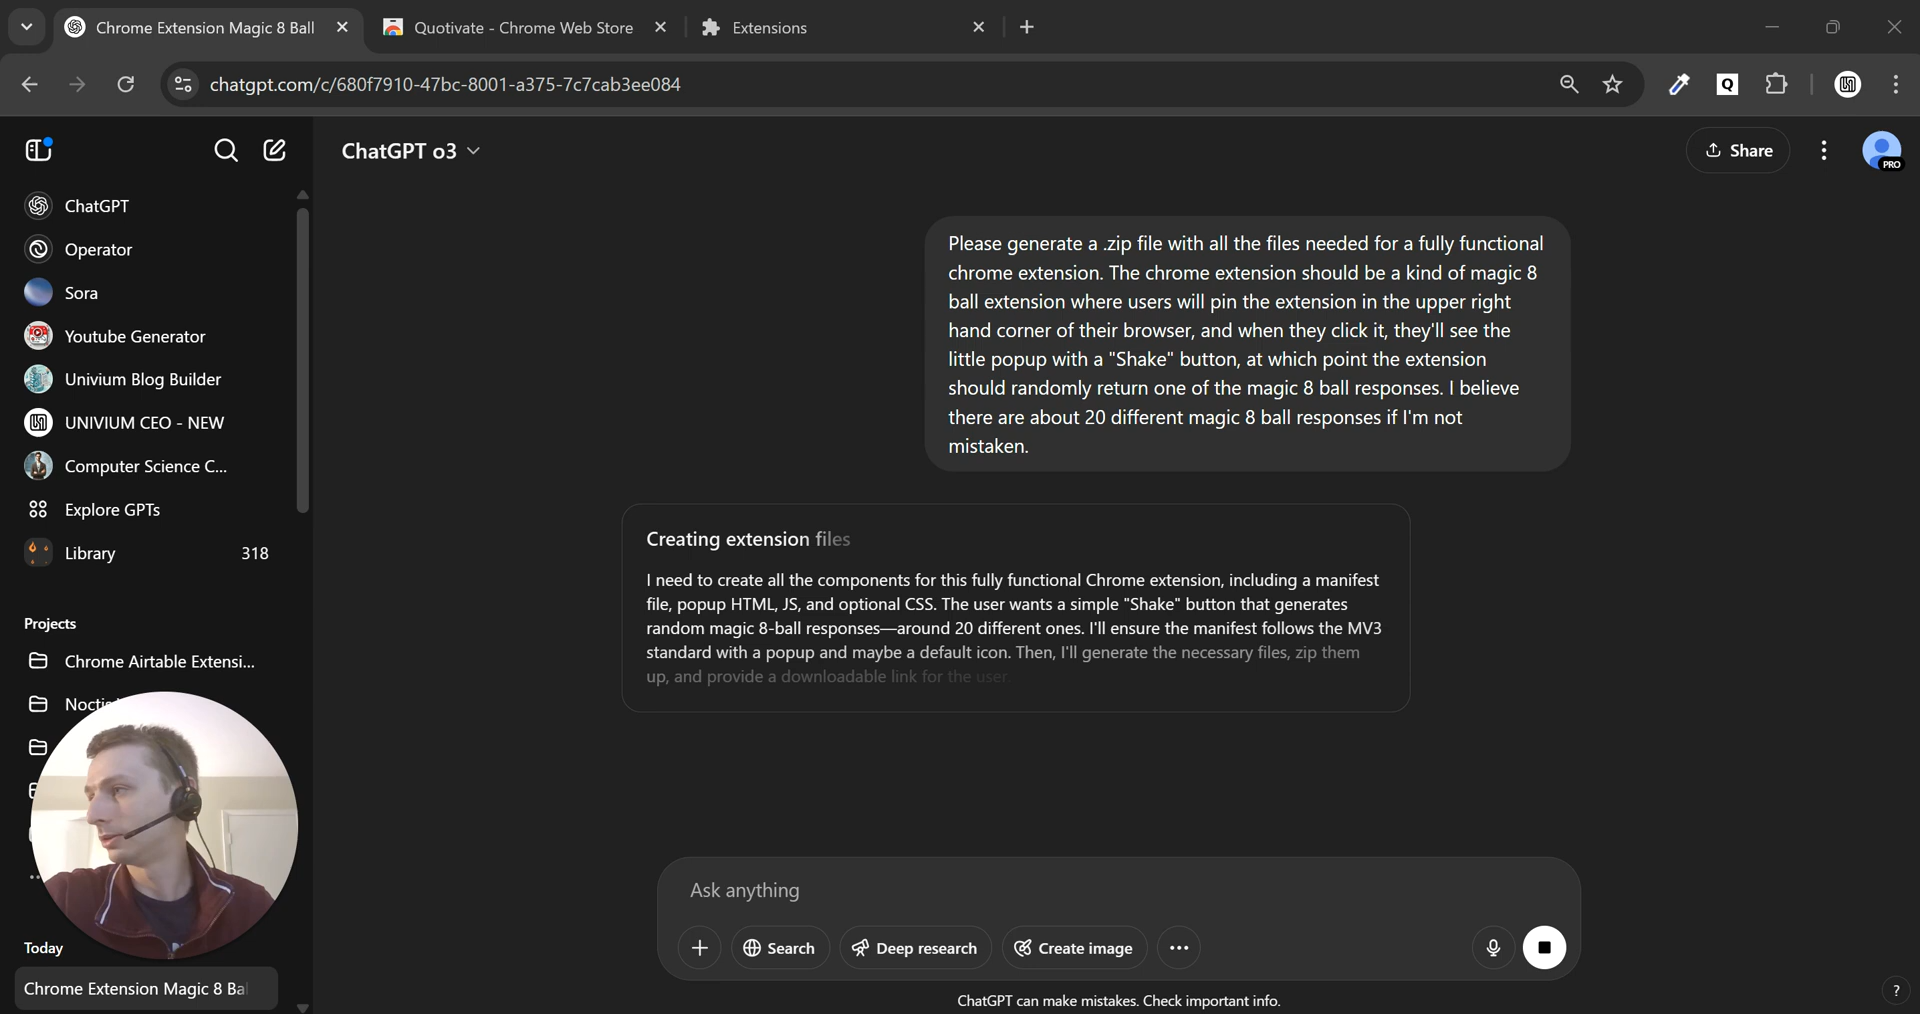 Chrome Extension Magic 8 Ball
Quotivate - Chrome Web Store
Extensions
chatgpt.com/c/680f7910-47bc-8001-a375-7c7cab3ee084
Q
ChatGPT o3
Share
PRO
ChatGPT
Operator
Sora
Youtube Generator
Univium Blog Builder
UNIVIUM CEO - NEW
Computer Science C...
Explore GPTs
Library 318
Projects
Chrome Airtable Extensi...
Today
Chrome Extension Magic 8 Ba
Please generate a .zip file with all the files needed for a fully functional
chrome extension. The chrome extension should be a kind of magic 8
ball extension where users will pin the extension in the upper right
hand corner of their browser, and when they click it, they'll see the
little popup with a "Shake" button, at which point the extension
should randomly return one of the magic 8 ball responses. I believe
there are about 20 different magic 8 ball responses if I'm not
mistaken.
Creating extension files
I need to create all the components for this fully functional Chrome extension, including a manifest
file, popup HTML, JS, and optional CSS. The user wants a simple "Shake" button that generates
random magic 8-ball responses—around 20 different ones. I'll ensure the manifest follows the MV3
standard with a popup and maybe a default icon. Then, I'll generate the necessary files, zip them
up, and provide a downloadable link for the user.
Ask anything
Search
Deep research
Create image
ChatGPT can make mistakes. Check important info.
?